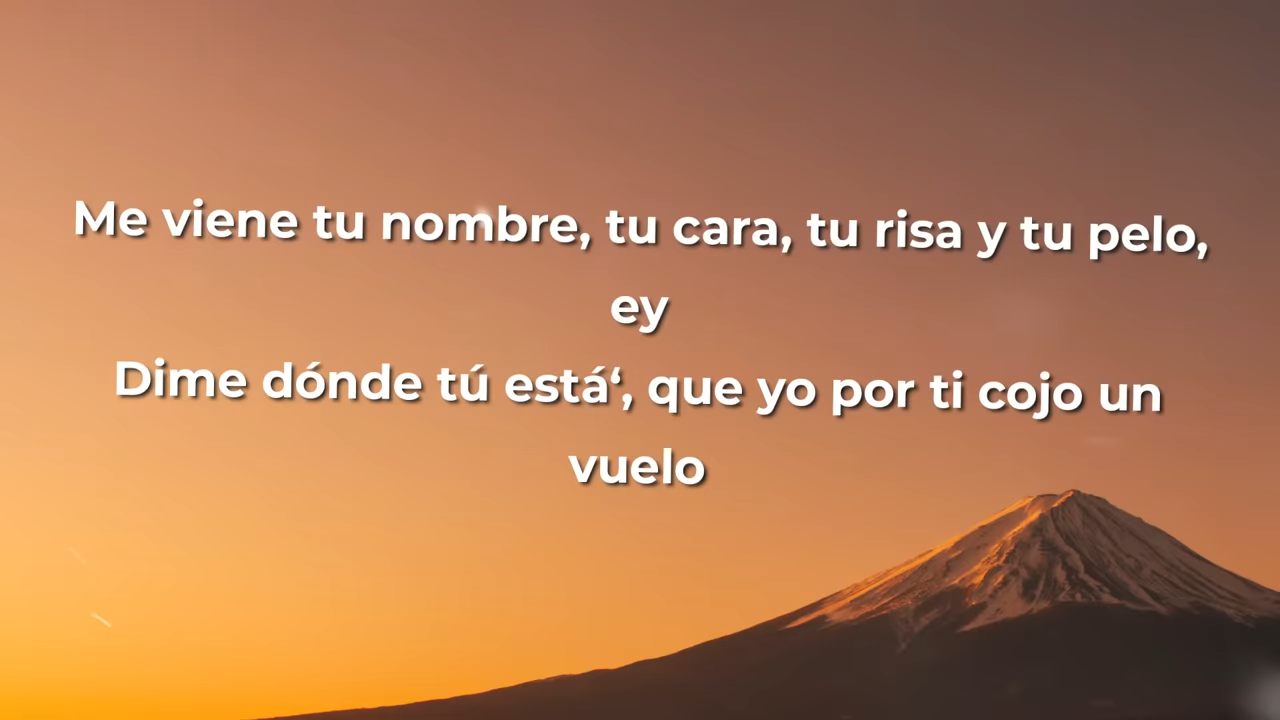 Me viene tu nombre, tu cara, tu risa y tu pelo,
ey
Dime dónde tú está‘, que yo por ti cojo un
vuelo